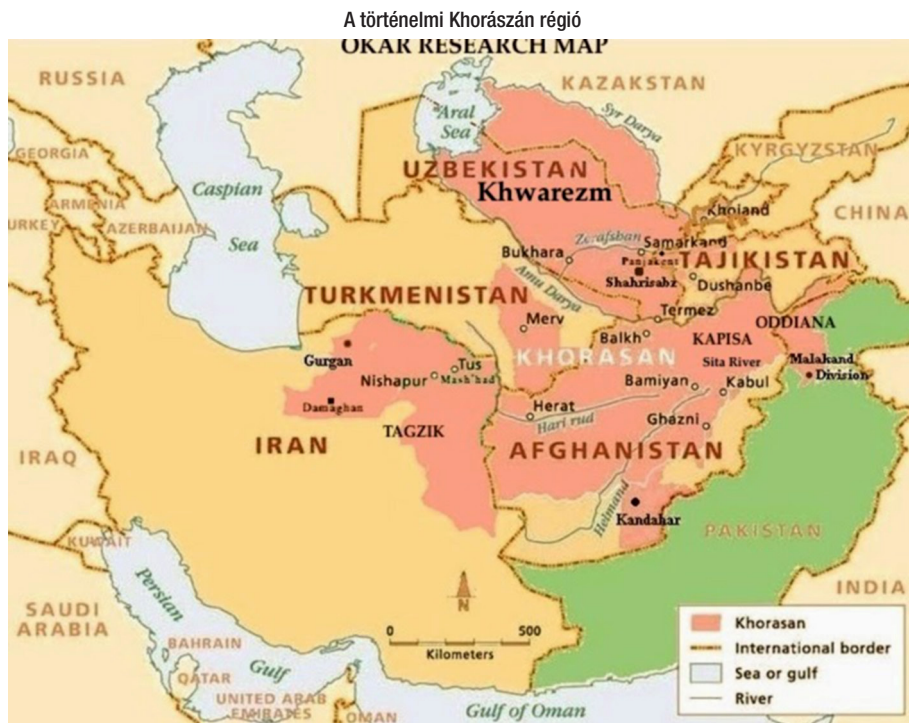 A történelmi Khorászán régió
OKAR RESEARCH MAP
RUSSIA
KAZAKSTAN
Aral
Sea
Syr Darya
GEORGIA
UZBEKISTAN
KYRGYZSTAN
Caspian
Sea
Khwarezm
ARMENIA
TURKEY
AZERBAIJAN
Khojand
CHINA
Bukhara
Zerafshan
Samarkand
Panjakent
TAJIKISTAN
Shahrisabz
Dushanbe
Amu Darya
TURKMENISTAN
Merv
Termez
ODDIANA
Balkh
KAPISA
KHORASAN
Gurgan
Tus
Nishapur
Mash'had
Sita River
Malakand
Division
Bamiyan
Kabul
Damaghan
Herat
Hari rud
Ghazni
TAGZIK
IRAN
AFGHANISTAN
IRAQ
Helmand
Kandahar
PAKISTAN
KUWAIT
Persian
Gulf
INDIA
SAUDI
ARABIA
N
0 500
Kilometers
BAHRAIN
QATAR
UNITED ARAB
EMIRATES
OMAN
Gulf of Oman
Khorasan
International border
Sea or gulf
River